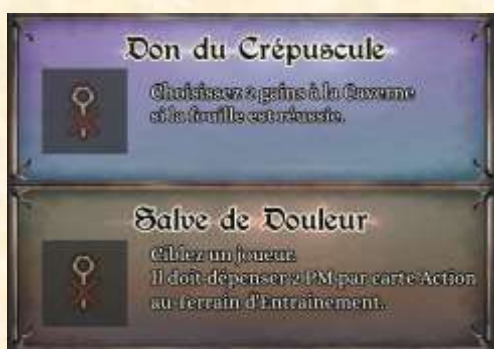 Don du Crépuscule
Choisissez 2 gains à la Caverne
si la fouille est réussie.
Salve de Douleur
Ciblez un joueur.
Il doit dépenser 2 PM par carte Action
au terrain d'Entrainement.